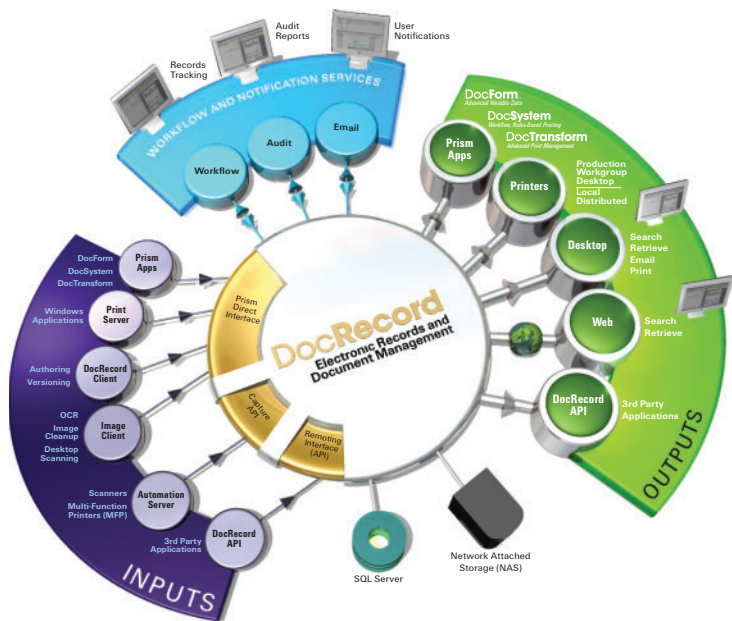 Audit
Reports
User
Notifications
Records
Tracking
WORKFLOW AND NOTIFICATION SERVICES
Workflow
Audit
Email
DocForm™
Advanced Variable Data
DocSystem
Workflow, Rules Based Printing
DocTransform
Advanced Print Management
Prism
Apps
Printers
Production
Workgroup
Desktop
Local
Distributed
Desktop
Search
Retrieve
Email
Print
Web
Search
Retrieve
DocRecord
API
3rd Party
Applications
OUTPUTS
DocForm
DocSystem
DocTransform
Prism
Apps
Windows
Applications
Print
Server
Authoring
Versioning
DocRecord
Client
OCR
Image
Cleanup
Desktop
Scanning
Image
Client
Scanners
Multi-Function
Printers (MFP)
Automation
Server
3rd Party
Applications
DocRecord
API
INPUTS
Prism
Direct
Interface
Capture
API
Remoting
Interface
(API)
DocRecord
Electronic Records and
Document Management
SQL Server
Network Attached
Storage (NAS)